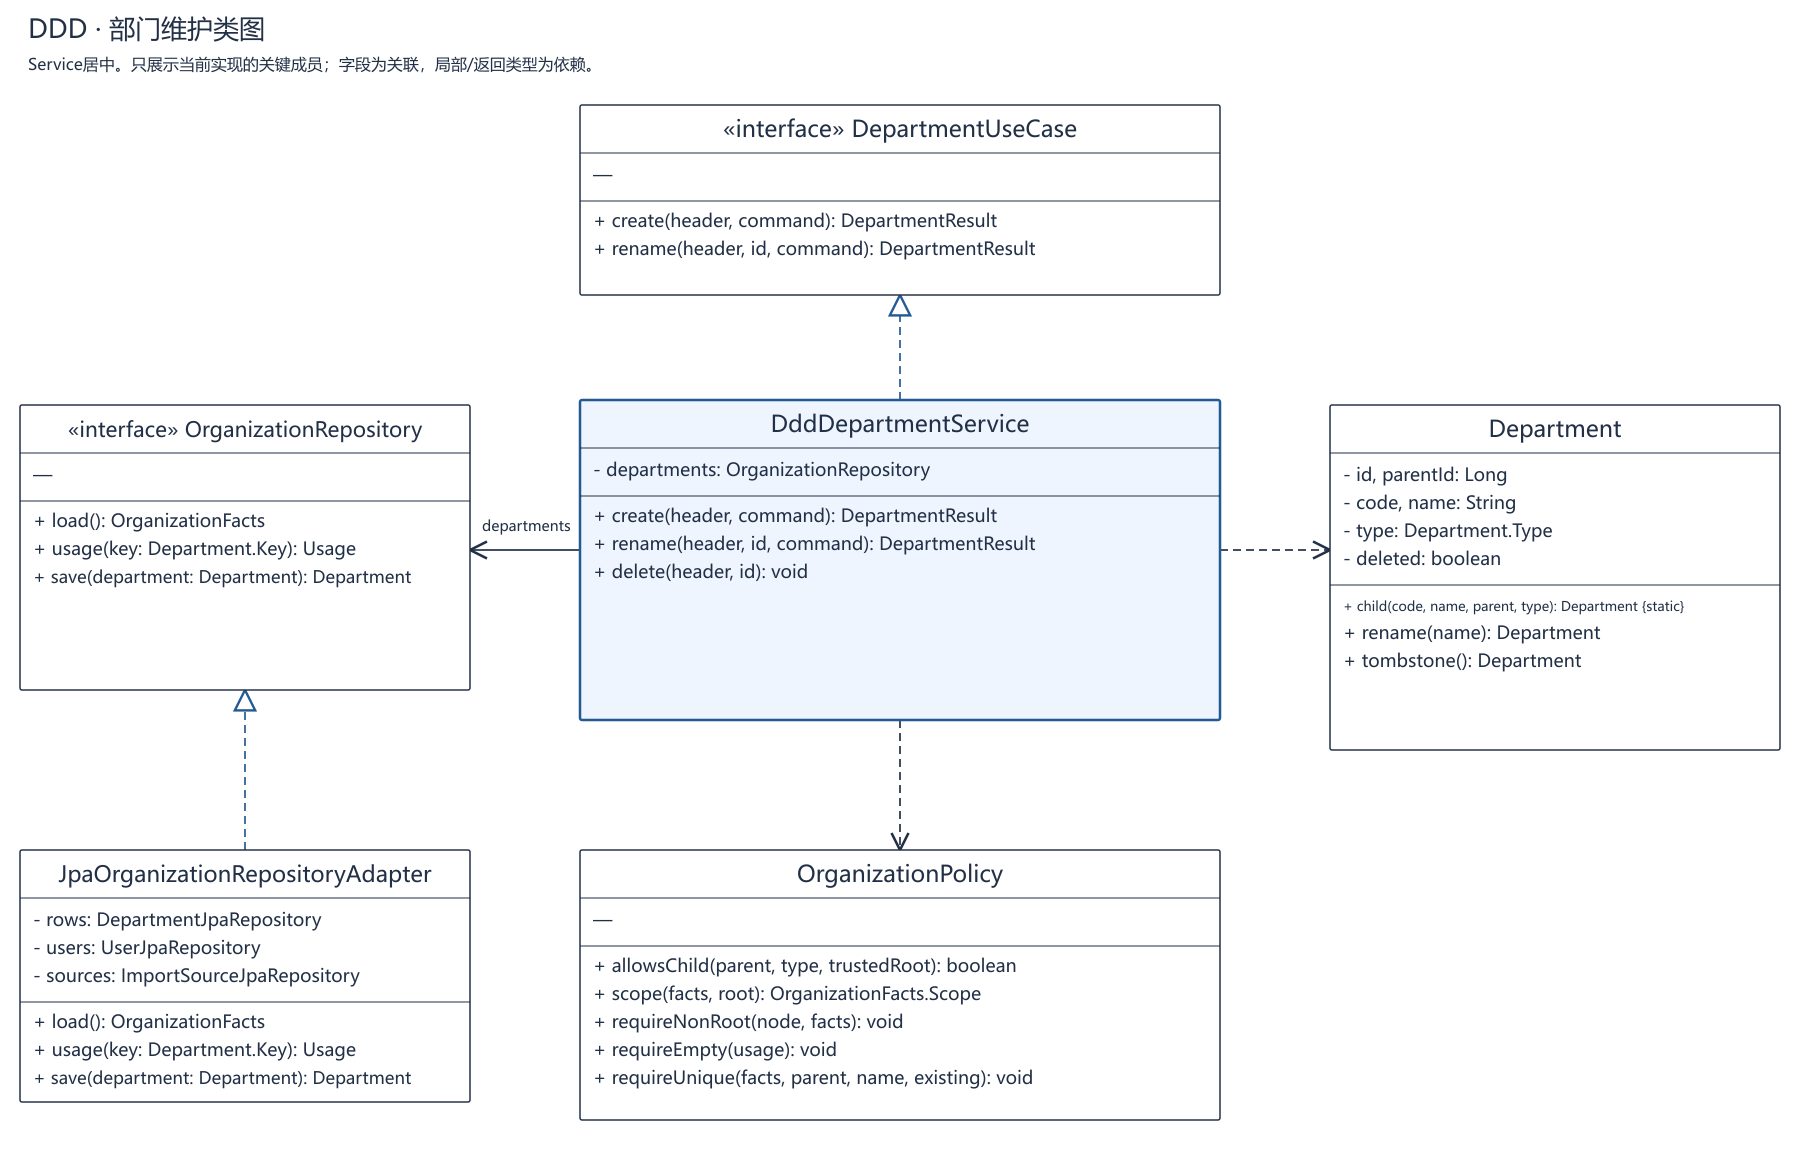 DDD · 部门维护类图
Service居中。只展示当前实现的关键成员；字段为关联，局部/返回类型为依赖。
«interface» DepartmentUseCase
—
+ create(header, command): DepartmentResult
+ rename(header, id, command): DepartmentResult
«interface» OrganizationRepository
—
+ load(): OrganizationFacts
+ usage(key: Department.Key): Usage
+ save(department: Department): Department
departments
DddDepartmentService
- departments: OrganizationRepository
+ create(header, command): DepartmentResult
+ rename(header, id, command): DepartmentResult
+ delete(header, id): void
Department
- id, parentId: Long
- code, name: String
- type: Department.Type
- deleted: boolean
+ child(code, name, parent, type): Department {static}
+ rename(name): Department
+ tombstone(): Department
JpaOrganizationRepositoryAdapter
- rows: DepartmentJpaRepository
- users: UserJpaRepository
- sources: ImportSourceJpaRepository
+ load(): OrganizationFacts
+ usage(key: Department.Key): Usage
+ save(department: Department): Department
OrganizationPolicy
—
+ allowsChild(parent, type, trustedRoot): boolean
+ scope(facts, root): OrganizationFacts.Scope
+ requireNonRoot(node, facts): void
+ requireEmpty(usage): void
+ requireUnique(facts, parent, name, existing): void